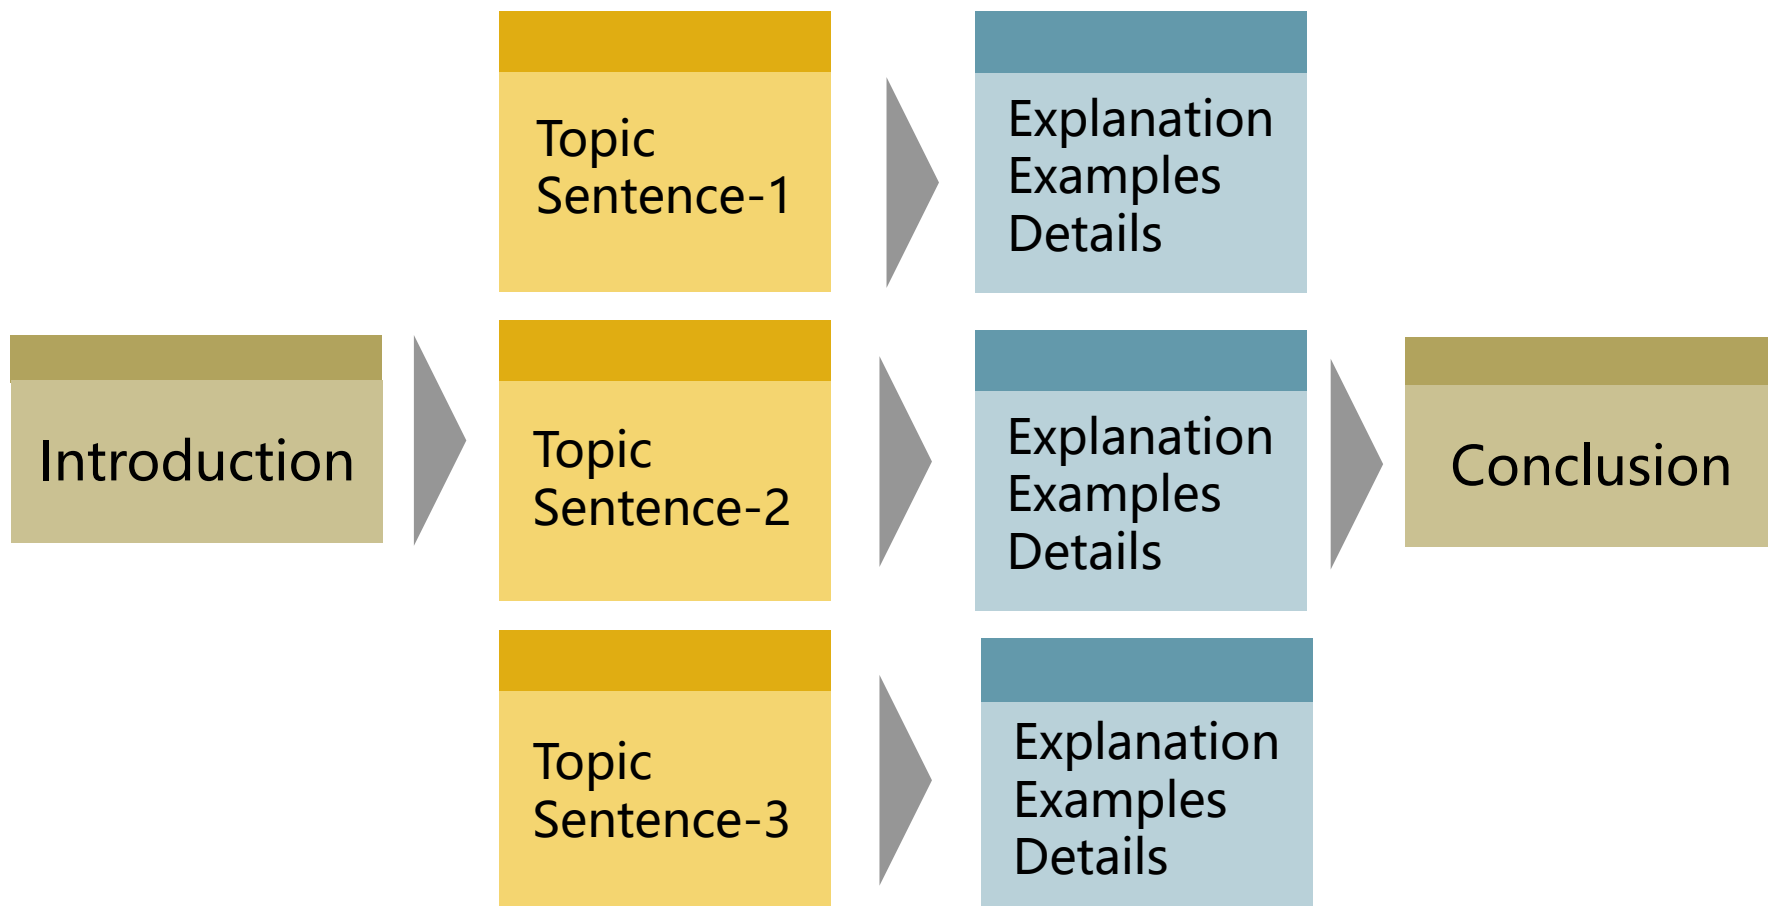 Introduction
Topic
Sentence-1
Explanation
Examples
Details
Topic
Sentence-2
Explanation
Examples
Details
Topic
Sentence-3
Explanation
Examples
Details
Conclusion